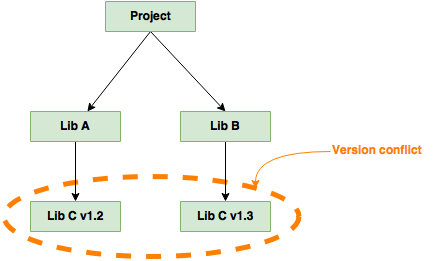 Project
Lib A
Lib B
Version conflict
Lib C v1.2
Lib C v1.3